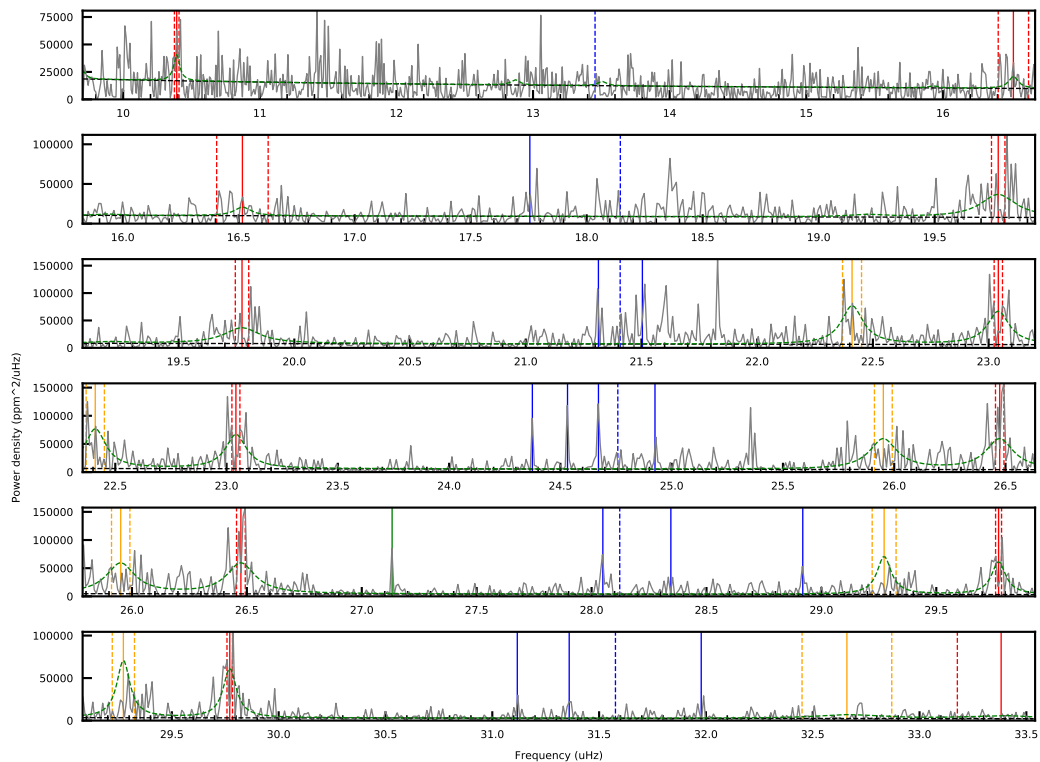 75000
50000
25000
0
10 11 12 13 14 15 16
100000
50000
0
16.0 16.5 17.0 17.5 18.0 18.5 19.0 19.5
150000
100000
50000
0
19.5 20.0 20.5 21.0 21.5 22.0 22.5 23.0
Power density (ppm^2/uHz)
150000
100000
50000
0
22.5 23.0 23.5 24.0 24.5 25.0 25.5 26.0 26.5
150000
100000
50000
0
26.0 26.5 27.0 27.5 28.0 28.5 29.0 29.5
100000
50000
0
29.5 30.0 30.5 31.0 31.5 32.0 32.5 33.0 33.5
Frequency (uHz)